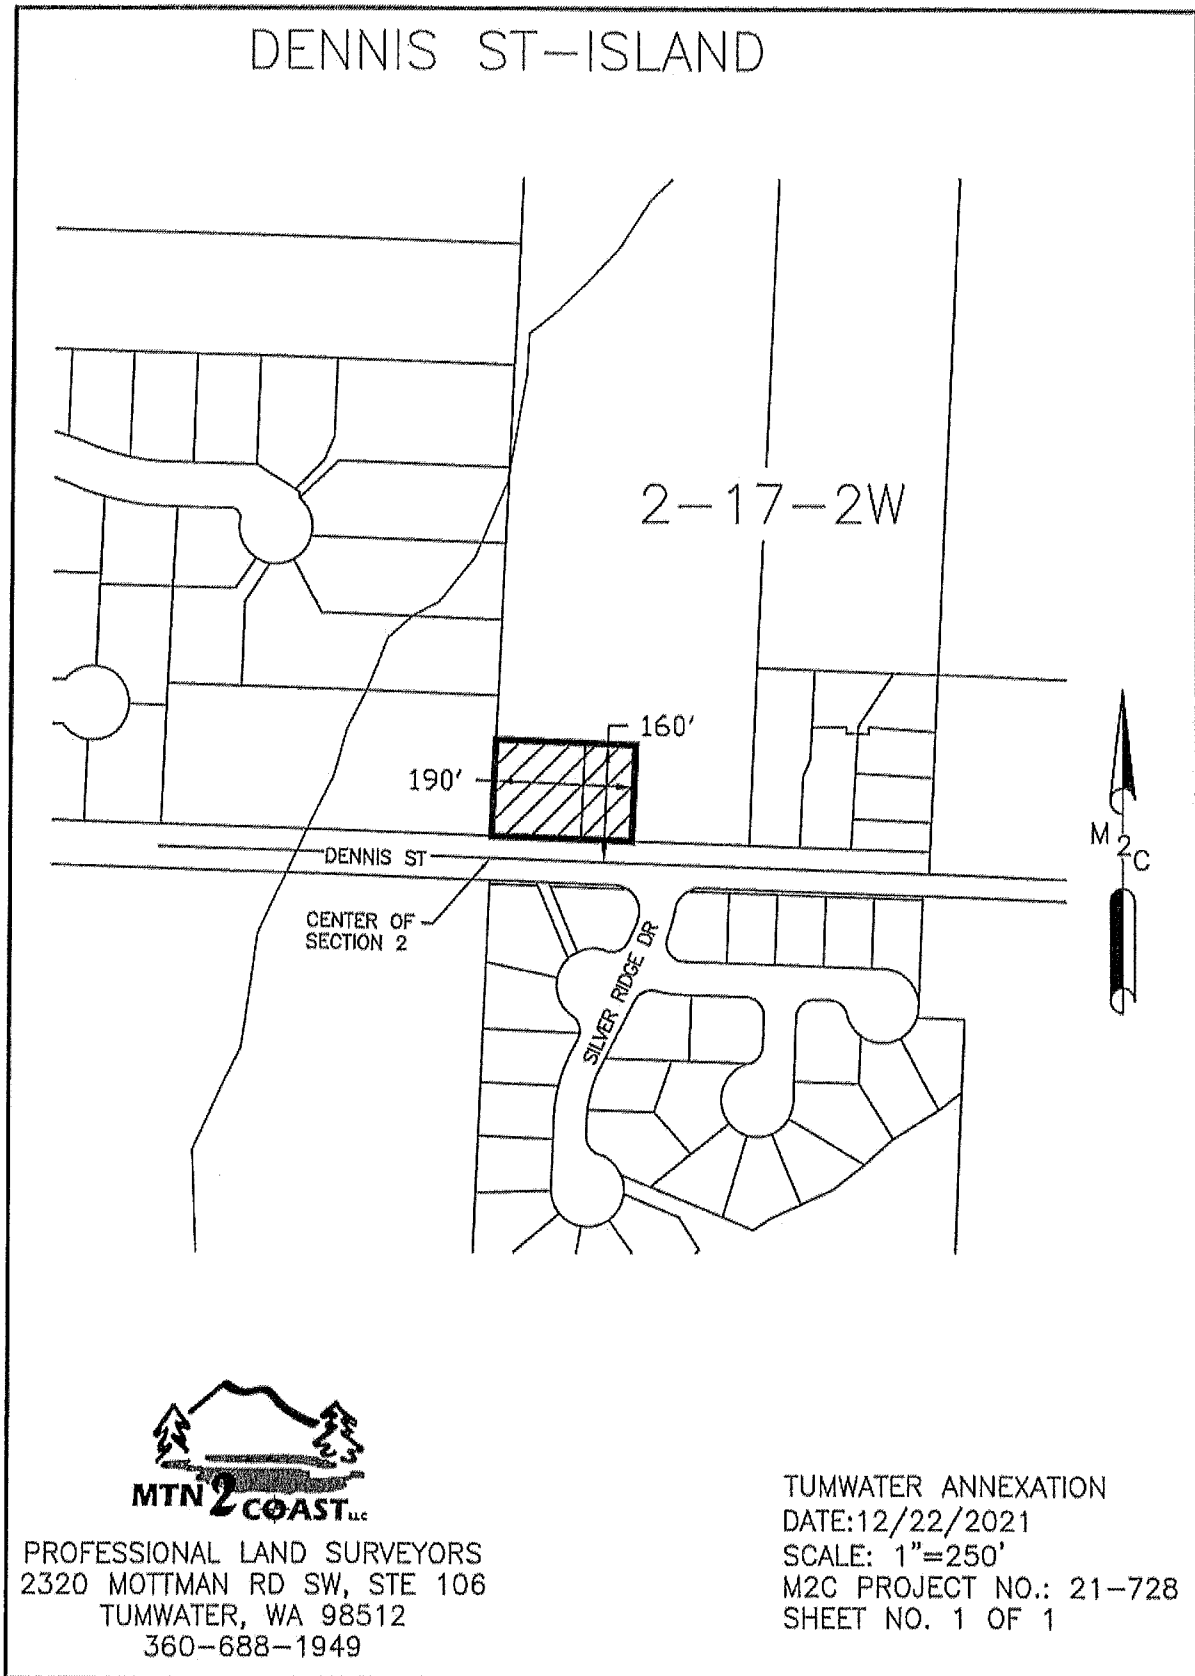 DENNIS ST-ISLAND
2-17-2W
160'
190'
DENNIS ST
CENTER OF
SECTION 2
SILVER RIDGE DR
M2C
MTN 2 COAST LLC
PROFESSIONAL LAND SURVEYORS
2320 MOTTMAN RD SW, STE 106
TUMWATER, WA 98512
360-688-1949
TUMWATER ANNEXATION
DATE:12/22/2021
SCALE: 1"=250'
M2C PROJECT NO.: 21-728
SHEET NO. 1 OF 1